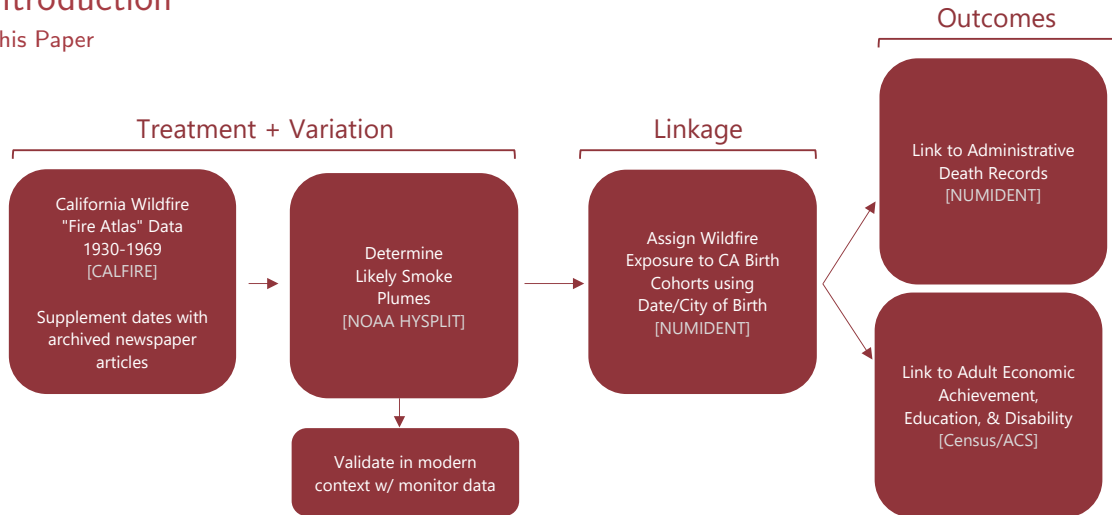 ntroduction
his Paper
Outcomes
Treatment + Variation
Linkage
California Wildfire
"Fire Atlas" Data
1930-1969
[CALFIRE]
Supplement dates with
archived newspaper
articles
Determine
Likely Smoke
Plumes
[NOAA HYSPLIT]
Validate in modern
context w/ monitor data
Assign Wildfire
Exposure to CA Birth
Cohorts using
Date/City of Birth
[NUMIDENT]
Link to Administrative
Death Records
[NUMIDENT]
Link to Adult Economic
Achievement,
Education, & Disability
[Census/ACS]